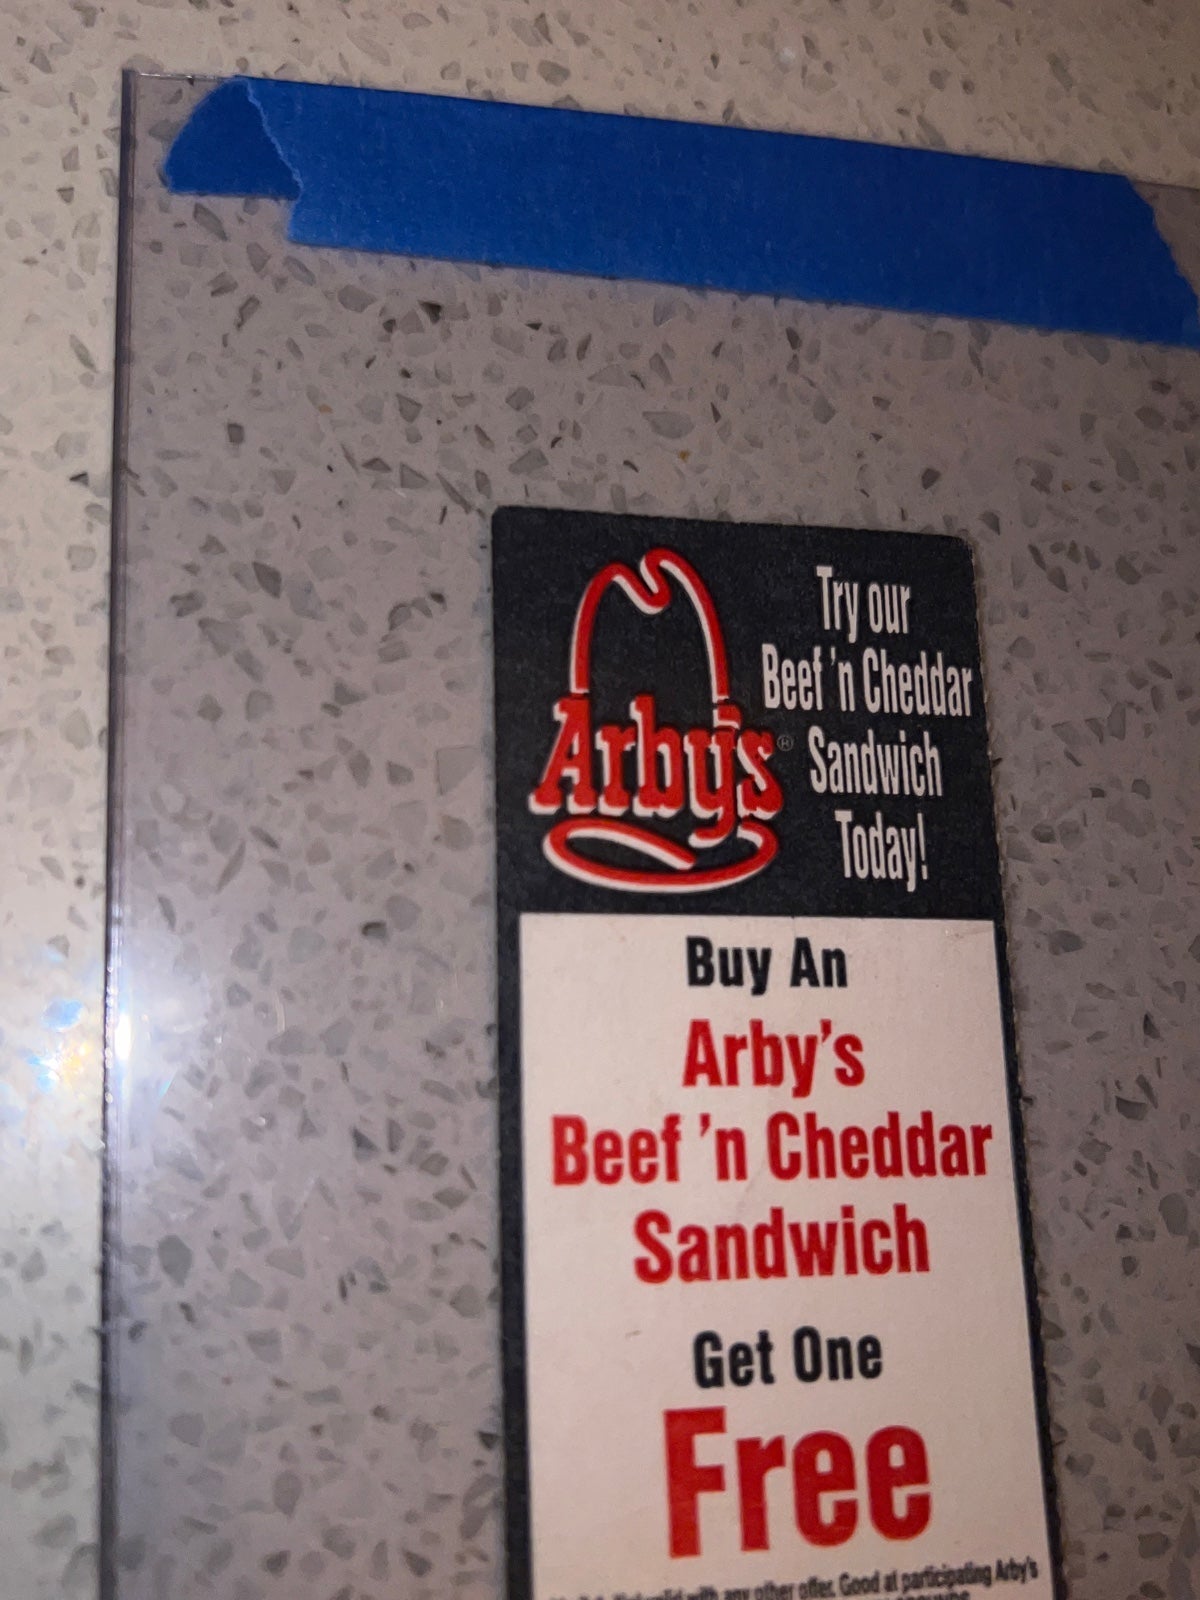 Arby's®
Try our
Beef 'n Cheddar
Sandwich
Today!
Buy An
Arby's
Beef 'n Cheddar
Sandwich
Get One
Free
with any other offer. Good at participating Arby's